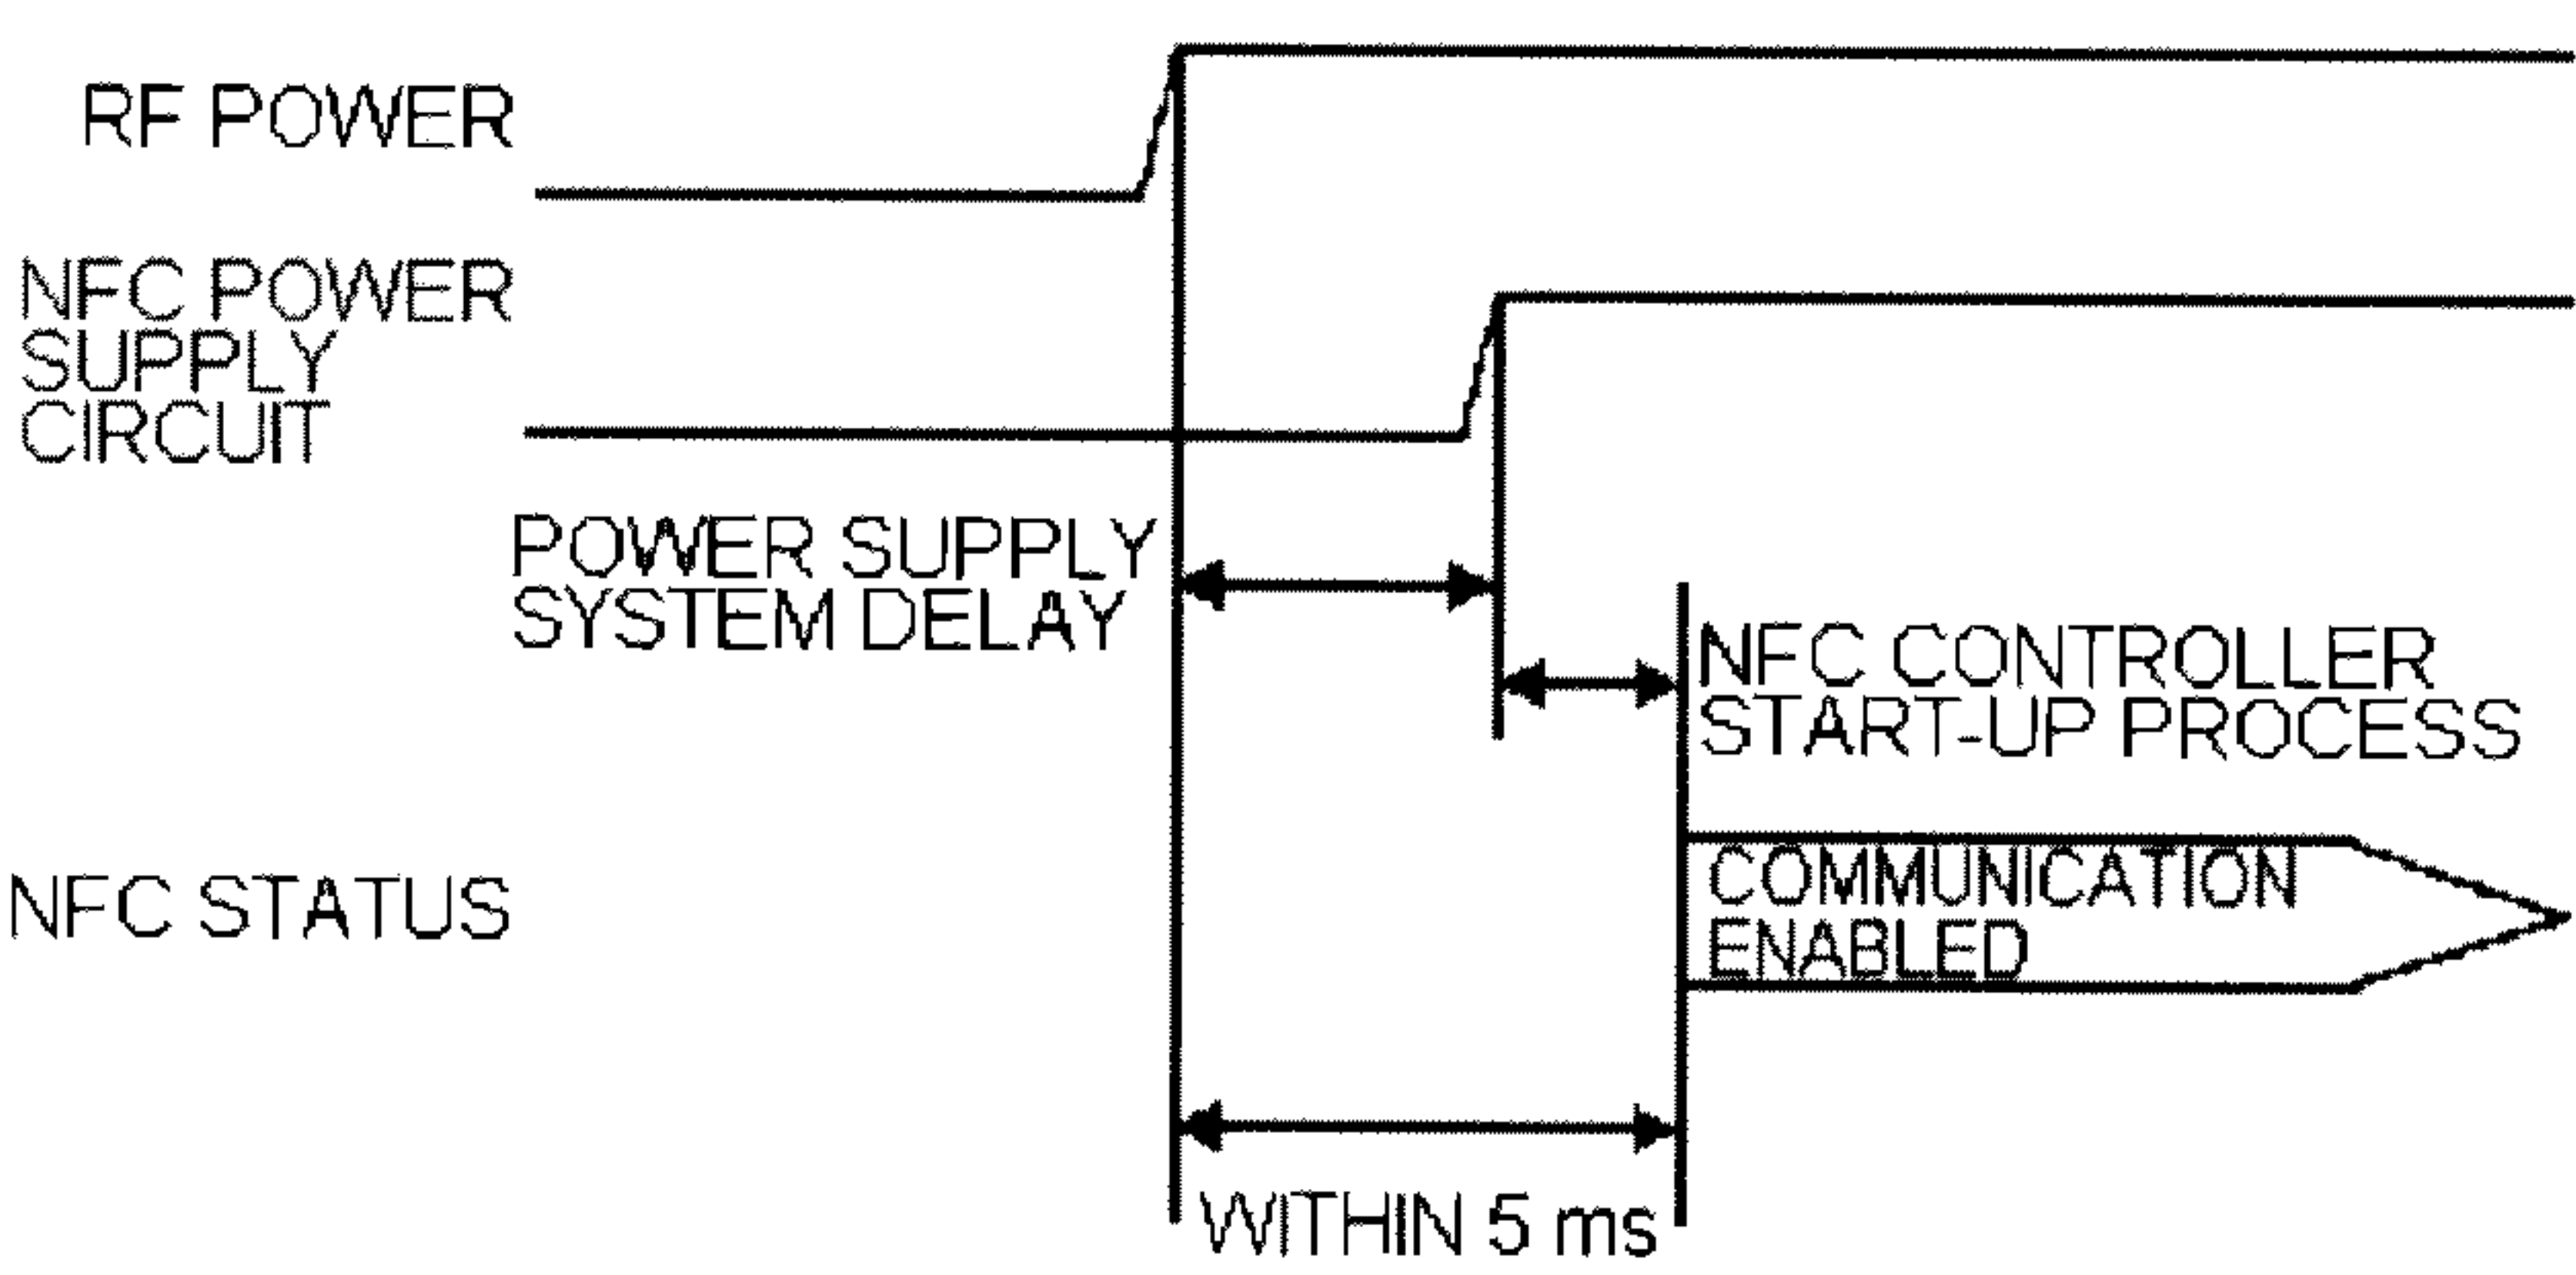 RF POWER
NFC POWER
SUPPLY
CIRCUIT
POWER SUPPLY
SYSTEM DELAY
NFC CONTROLLER
START-UP PROCESS
NFC STATUS
COMMUNICATION
ENABLED
WITHIN 5 ms